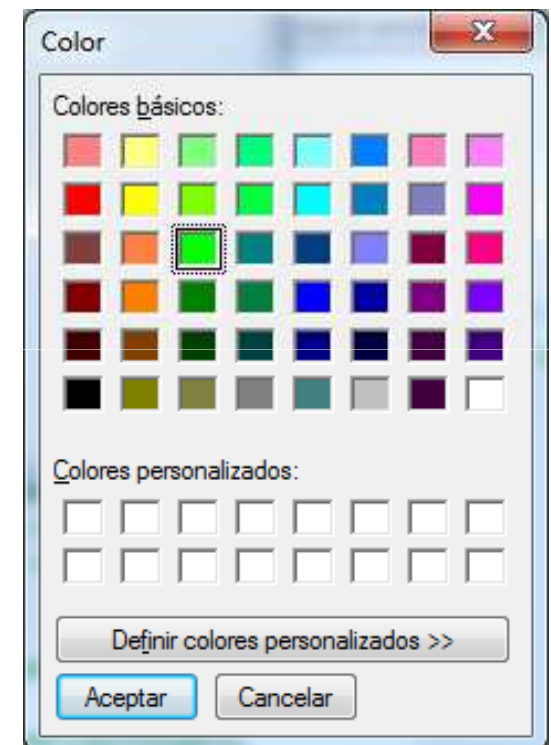 Color
Colores básicos:
Colores personalizados:
Definir colores personalizados >>
Aceptar Cancelar